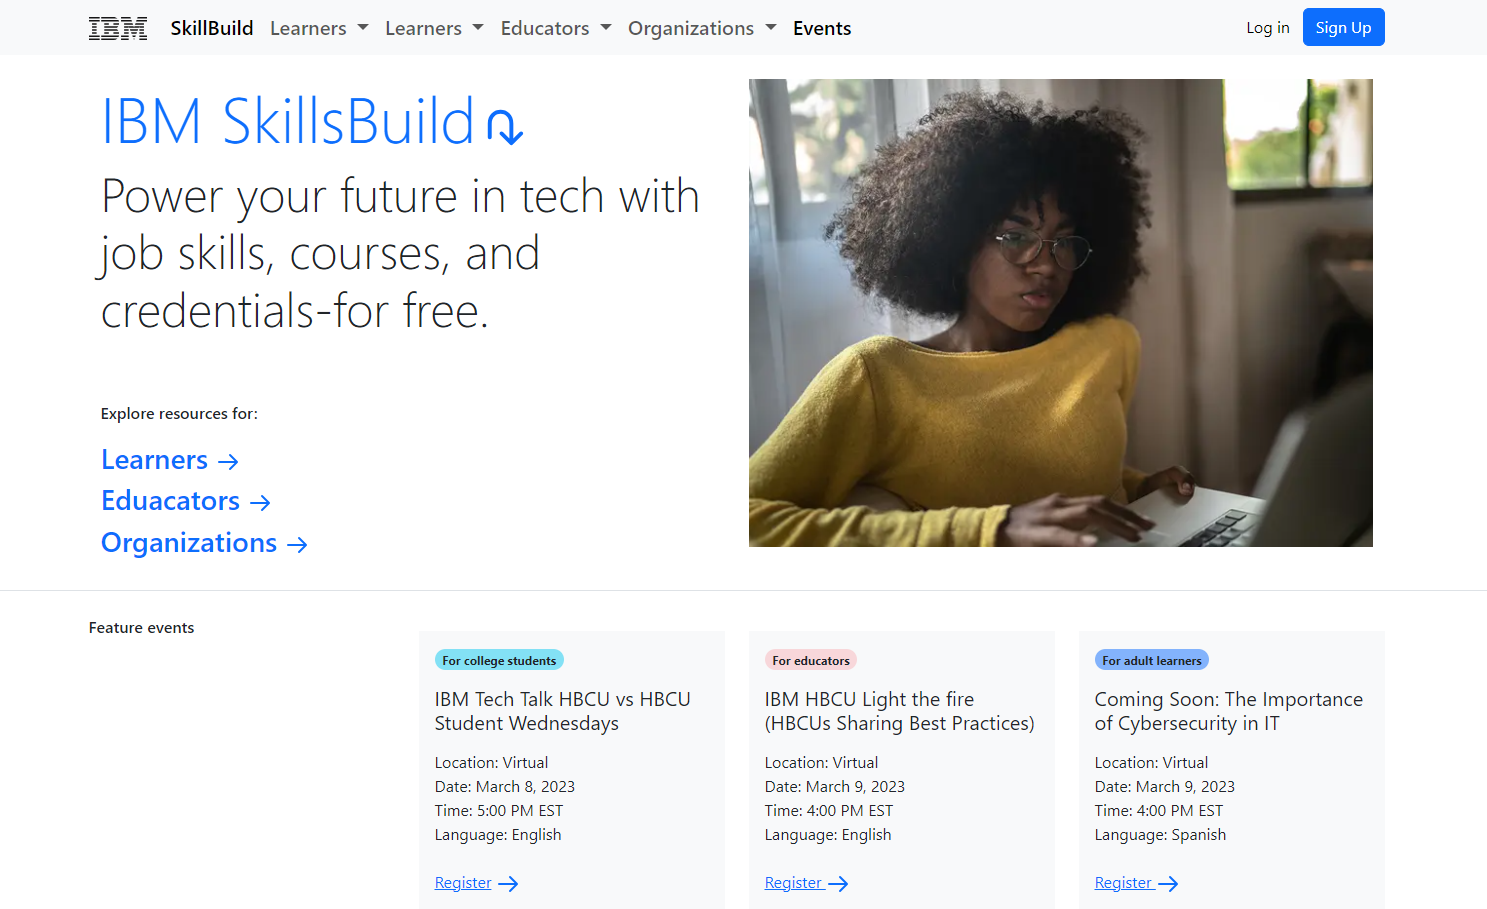 IBM SkillBuild Learners Learners Educators Organizations Events Log in Sign Up
IBM SkillsBuild
Power your future in tech with
job skills, courses, and
credentials-for free.
Explore resources for:
Learners
Eduacators
Organizations
Feature events
For college students
IBM Tech Talk HBCU vs HBCU
Student Wednesdays
Location: Virtual
Date: March 8, 2023
Time: 5:00 PM EST
Language: English
Register
For educators
IBM HBCU Light the fire
(HBCUs Sharing Best Practices)
Location: Virtual
Date: March 9, 2023
Time: 4:00 PM EST
Language: English
Register
For adult learners
Coming Soon: The Importance
of Cybersecurity in IT
Location: Virtual
Date: March 9, 2023
Time: 4:00 PM EST
Language: Spanish
Register